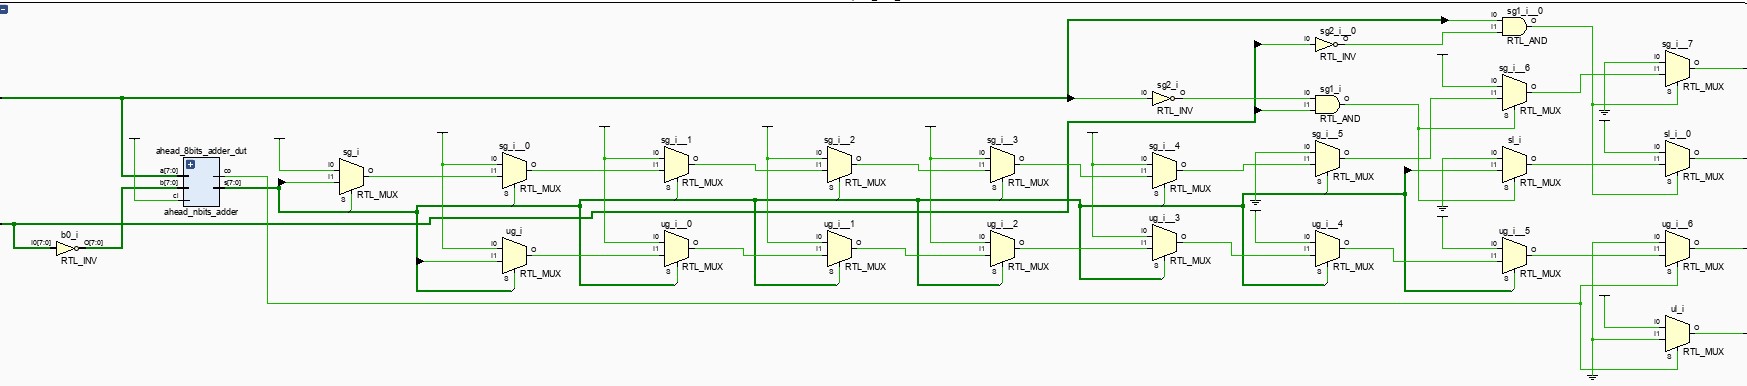 sg1_i__0
I0
O
I1
RTL_AND
sg2_i__0
I0
O
RTL_INV
sg_i__7
I0
O
I1
S
RTL_MUX
sg_i__6
I0
O
I1
S
RTL_MUX
sg2_i
I0
O
RTL_INV
sg1_i
I0
O
I1
RTL_AND
ahead_8bits_adder_dut
a[7:0]
co
b[7:0]
s[7:0]
ci
ahead_nbits_adder
sg_i
I0
O
I1
S
RTL_MUX
sg_i__0
I0
O
I1
S
RTL_MUX
sg_i__1
I0
O
I1
S
RTL_MUX
sg_i__2
I0
O
I1
S
RTL_MUX
sg_i__3
I0
O
I1
S
RTL_MUX
sg_i__4
I0
O
I1
S
RTL_MUX
sg_i__5
I0
O
I1
S
RTL_MUX
sl_i
I0
O
I1
S
RTL_MUX
sl_i__0
I0
O
I1
S
RTL_MUX
b0_i
I0[7:0]
O[7:0]
RTL_INV
ug_i
I0
O
I1
S
RTL_MUX
ug_i__0
I0
O
I1
S
RTL_MUX
ug_i__1
I0
O
I1
S
RTL_MUX
ug_i__2
I0
O
I1
S
RTL_MUX
ug_i__3
I0
O
I1
S
RTL_MUX
ug_i__4
I0
O
I1
S
RTL_MUX
ug_i__5
I0
O
I1
S
RTL_MUX
ug_i__6
I0
O
I1
S
RTL_MUX
ul_i
I0
O
I1
S
RTL_MUX